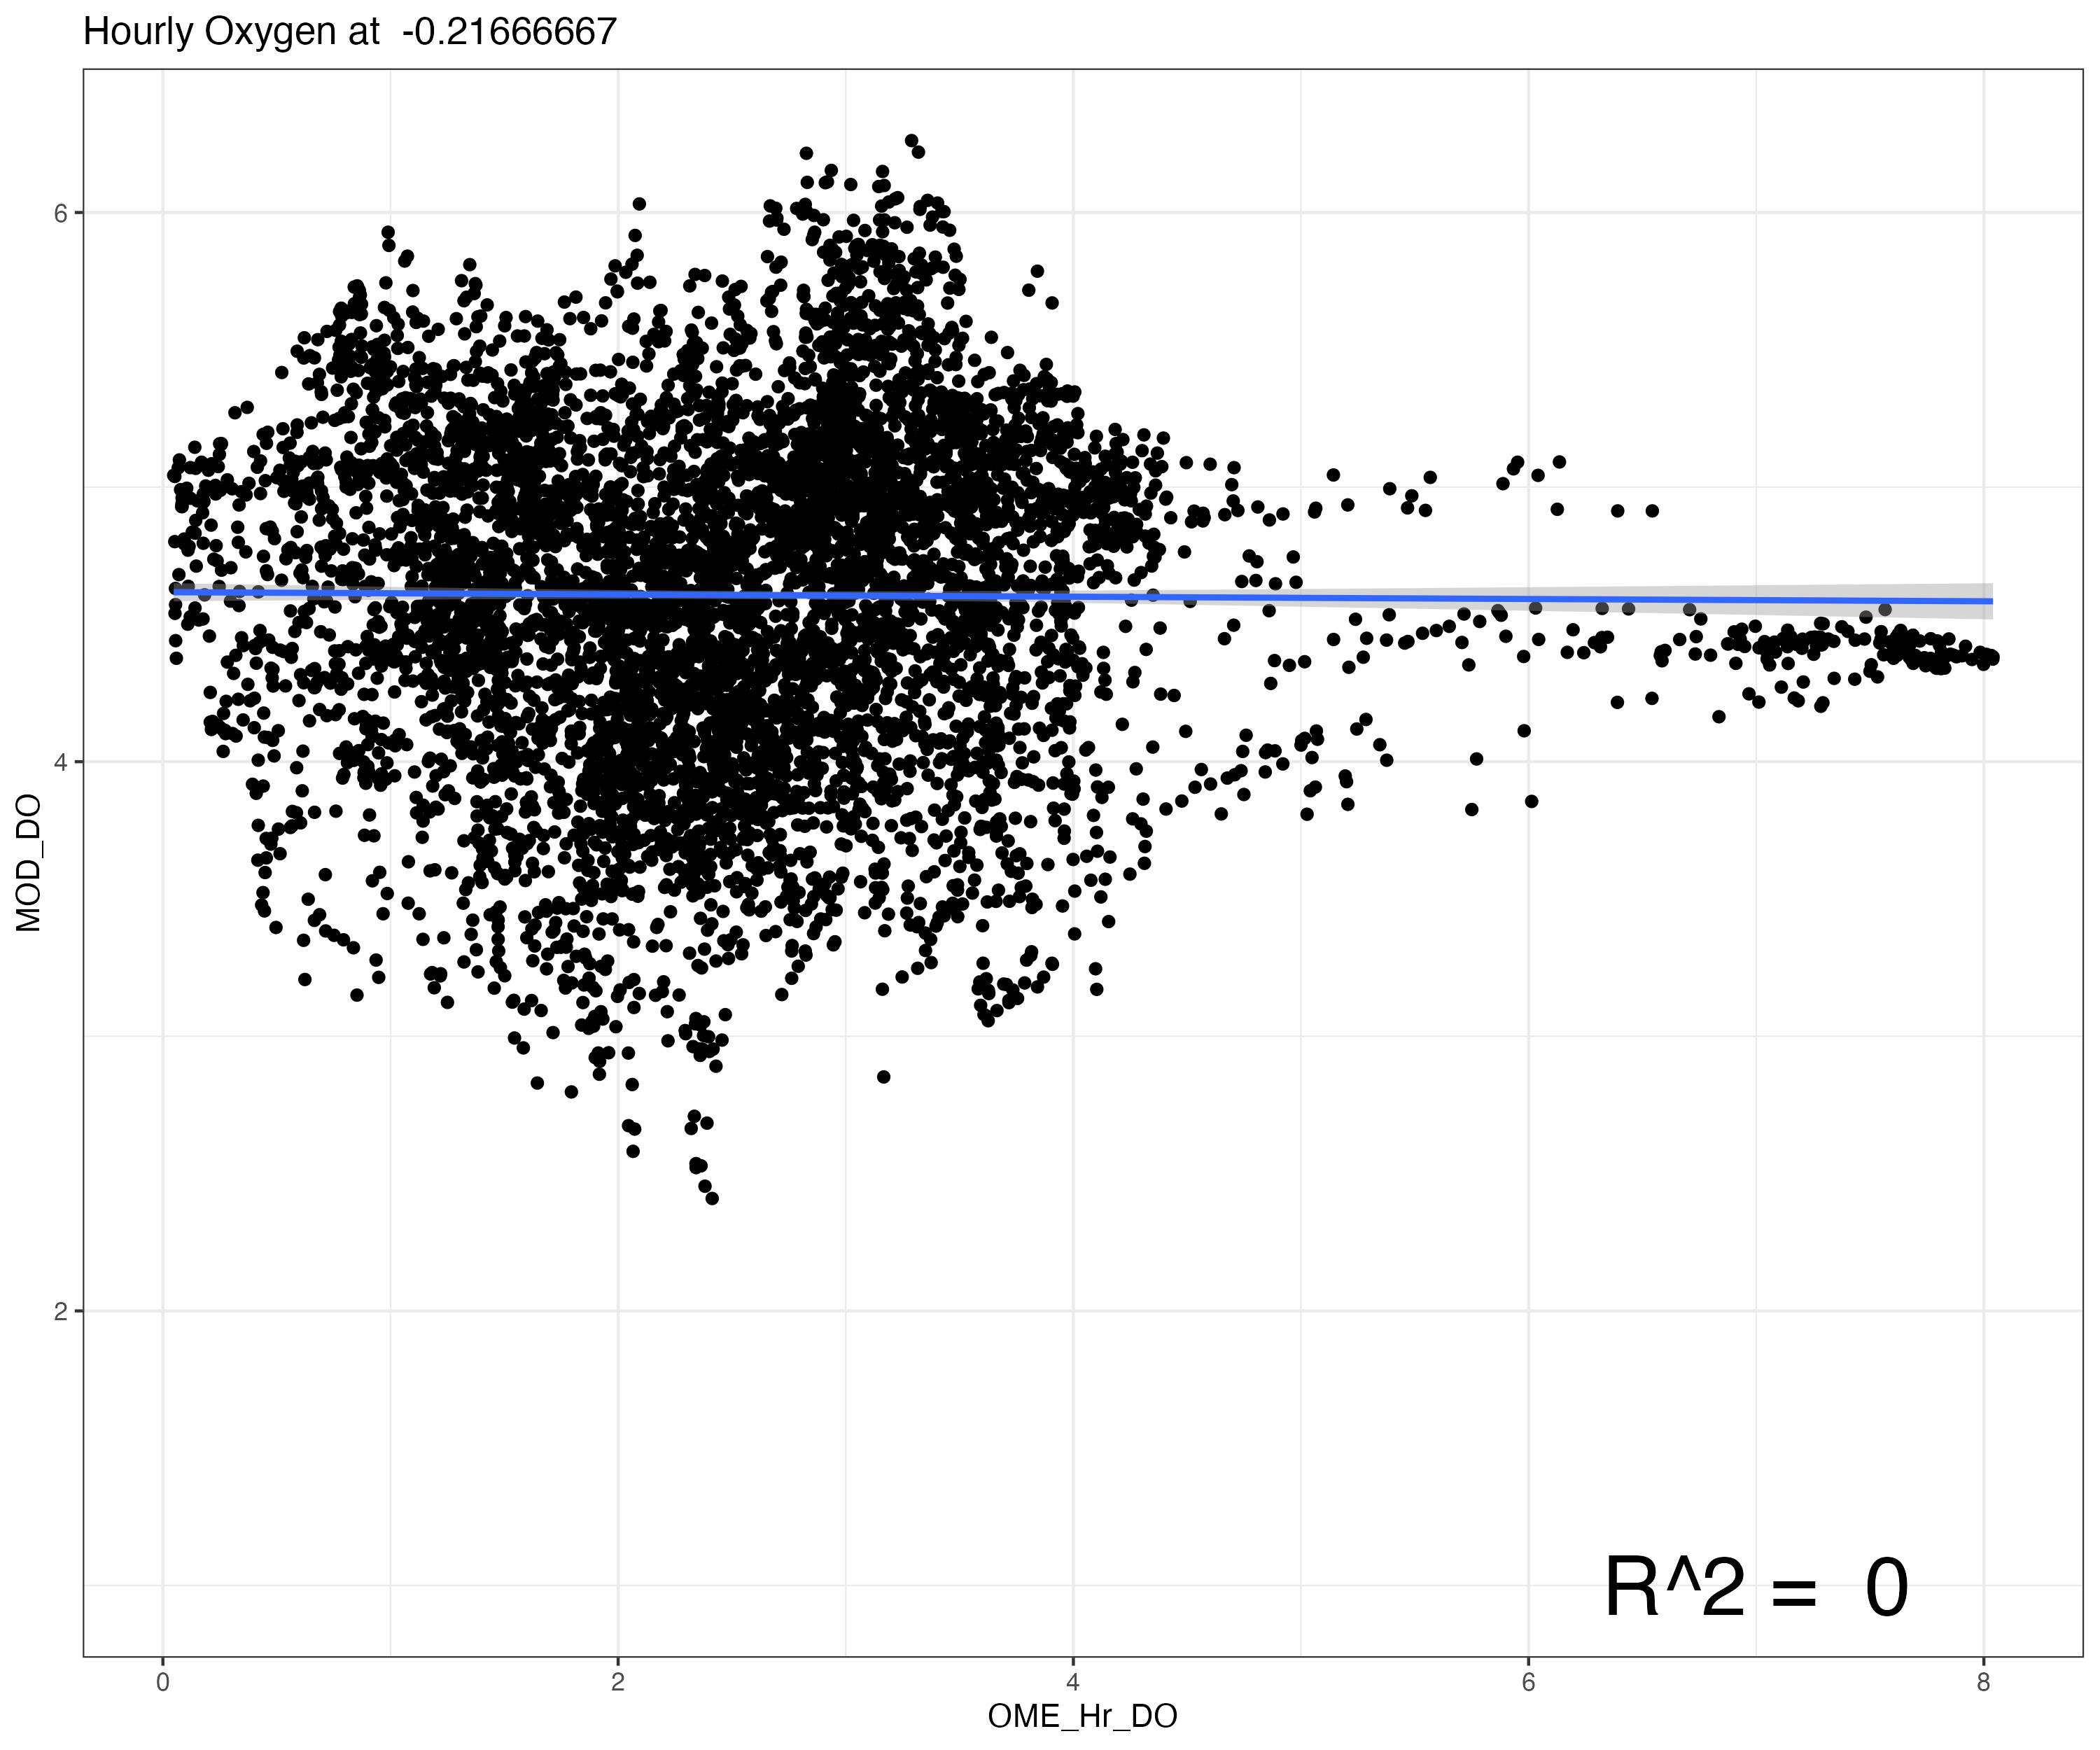 Hourly Oxygen at  -0.21666667
6
4
2
MOD_DO
R^2 =  0
0 2 4 6 8
OME_Hr_DO